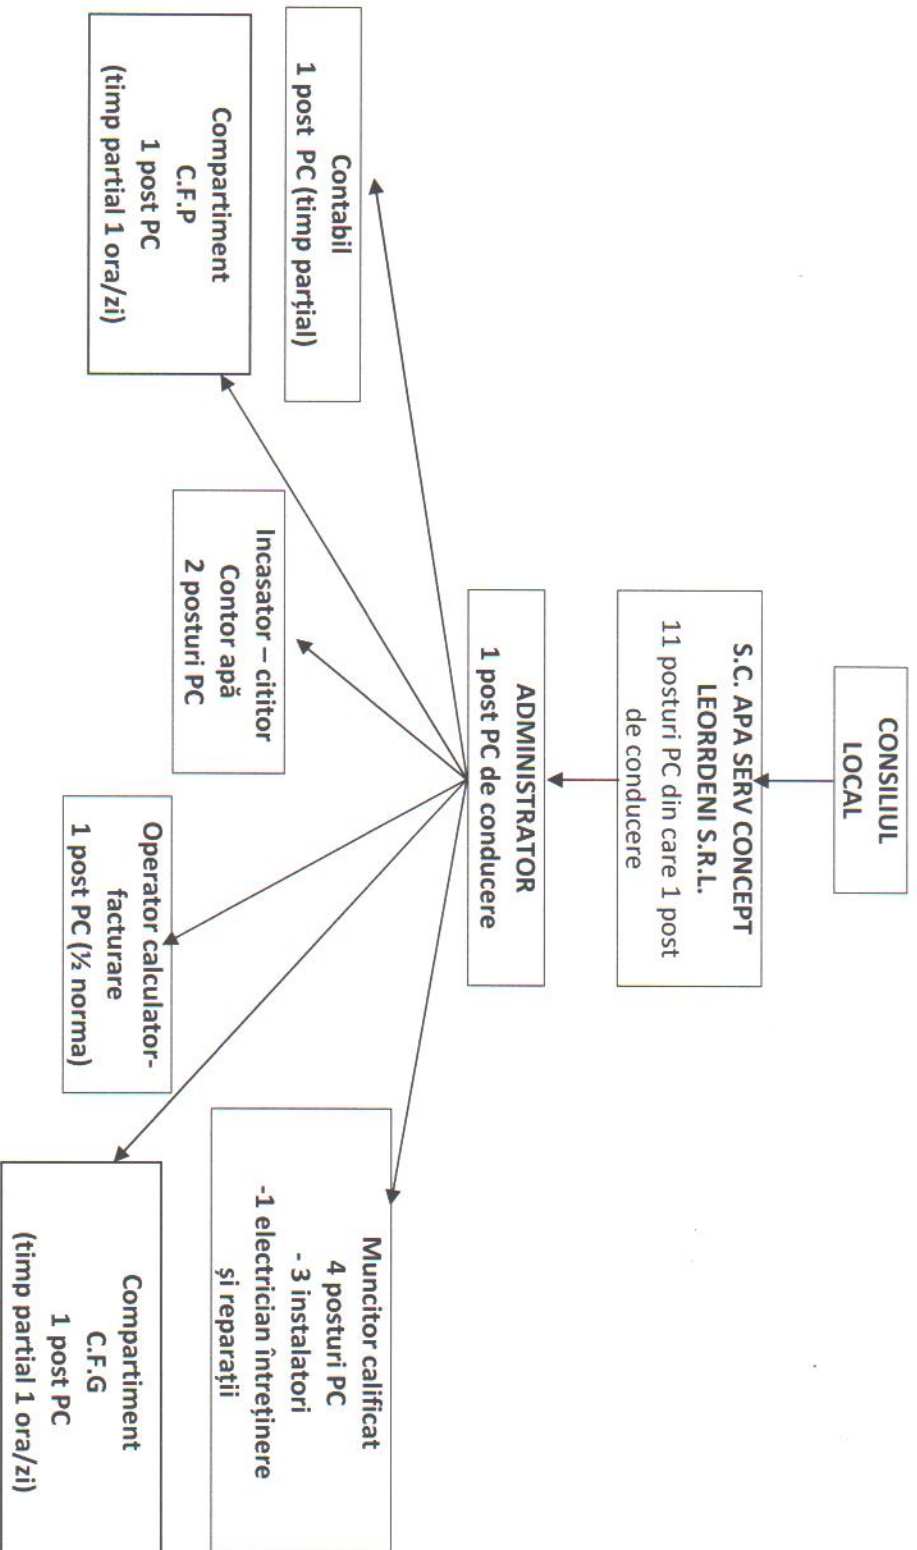 CONSILIUL
LOCAL
S.C. APA SERV CONCEPT
LEORRDENI S.R.L.
11 posturi PC din care 1 post
de conducere
ADMINISTRATOR
1 post PC de conducere
Contabil
1 post PC (timp parțial)
Compartiment
C.F.P
1 post PC
(timp partial 1 ora/zi)
Incasator – cititor
Contor apă
2 posturi PC
Operator calculator-
facturare
1 post PC (½ norma)
Muncitor calificat
4 posturi PC
- 3 instalatori
-1 electrician întreținere
și reparații
Compartiment
C.F.G
1 post PC
(timp partial 1 ora/zi)